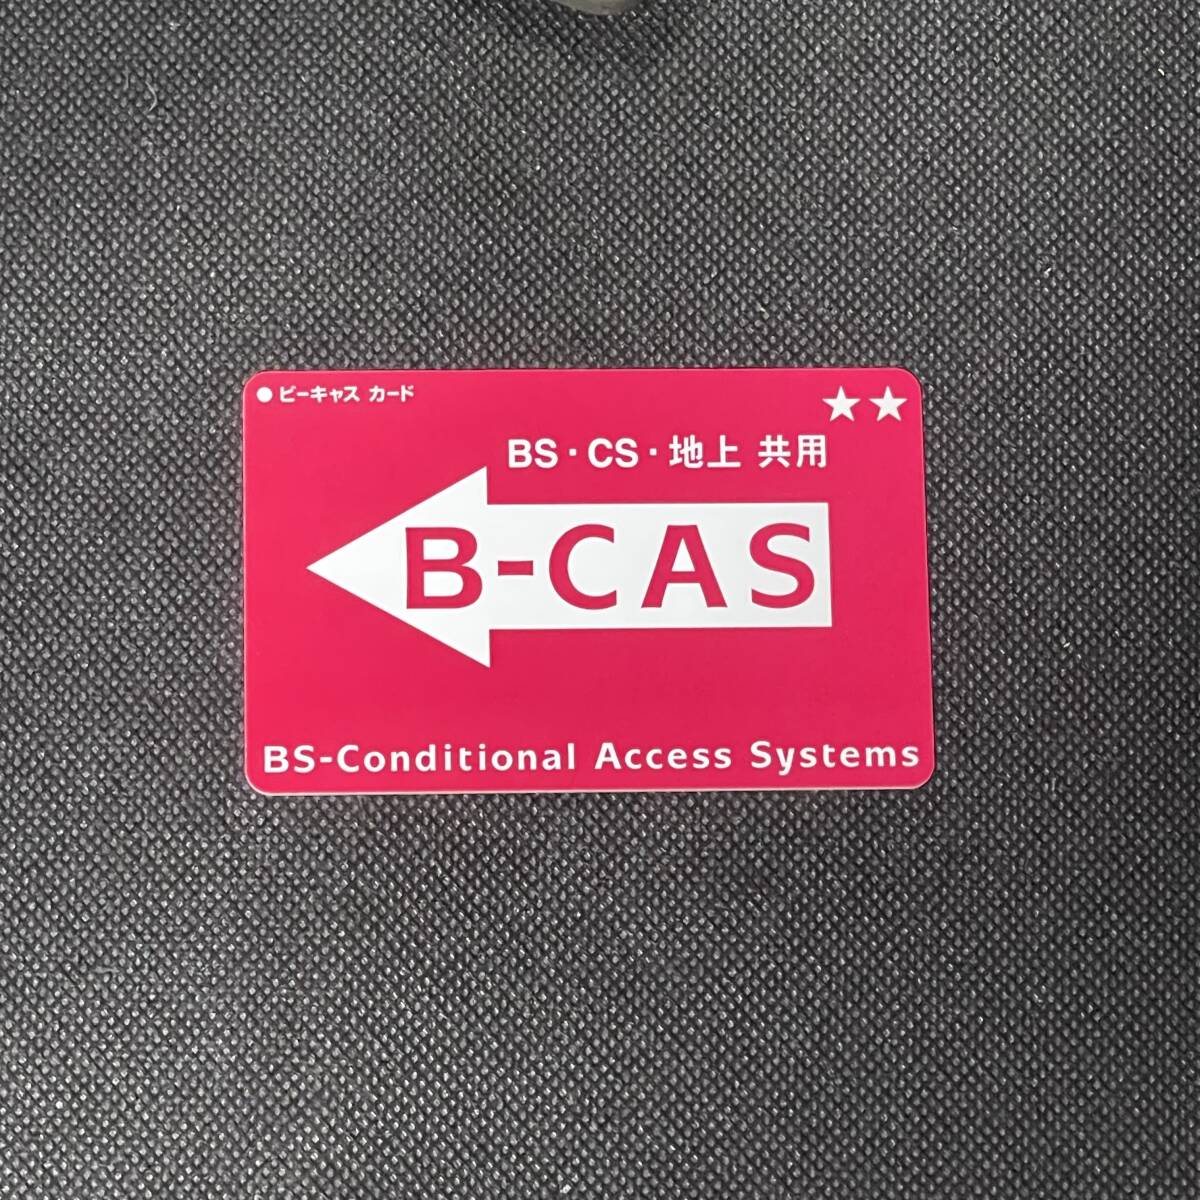 ●ビーキャス カード
★★
BS・CS・地上 共用
B-CAS
BS-Conditional Access Systems